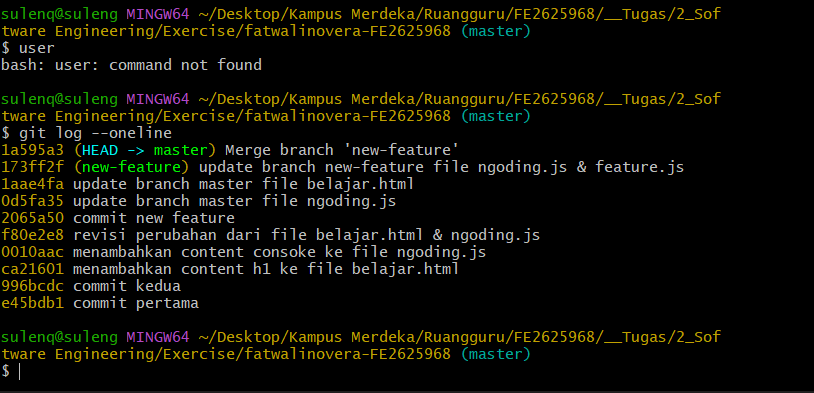 sulenq@suleng MINGW64 ~/Desktop/Kampus Merdeka/Ruangguru/FE2625968/__Tugas/2_Sof
tware Engineering/Exercise/fatwalinovera-FE2625968 (master)
$ user
bash: user: command not found
sulenq@suleng MINGW64 ~/Desktop/Kampus Merdeka/Ruangguru/FE2625968/__Tugas/2_Sof
tware Engineering/Exercise/fatwalinovera-FE2625968 (master)
$ git log --oneline
1a595a3 (HEAD -> master) Merge branch 'new-feature'
173ff2f (new-feature) update branch new-feature file ngoding.js & feature.js
1aae4fa update branch master file belajar.html
0d5fa35 update branch master file ngoding.js
2065a50 commit new feature
f80e2e8 revisi perubahan dari file belajar.html & ngoding.js
0010aac menambahkan content consoke ke file ngoding.js
ca21601 menambahkan content h1 ke file belajar.html
996bcdc commit kedua
e45bdb1 commit pertama
sulenq@suleng MINGW64 ~/Desktop/Kampus Merdeka/Ruangguru/FE2625968/__Tugas/2_Sof
tware Engineering/Exercise/fatwalinovera-FE2625968 (master)
$